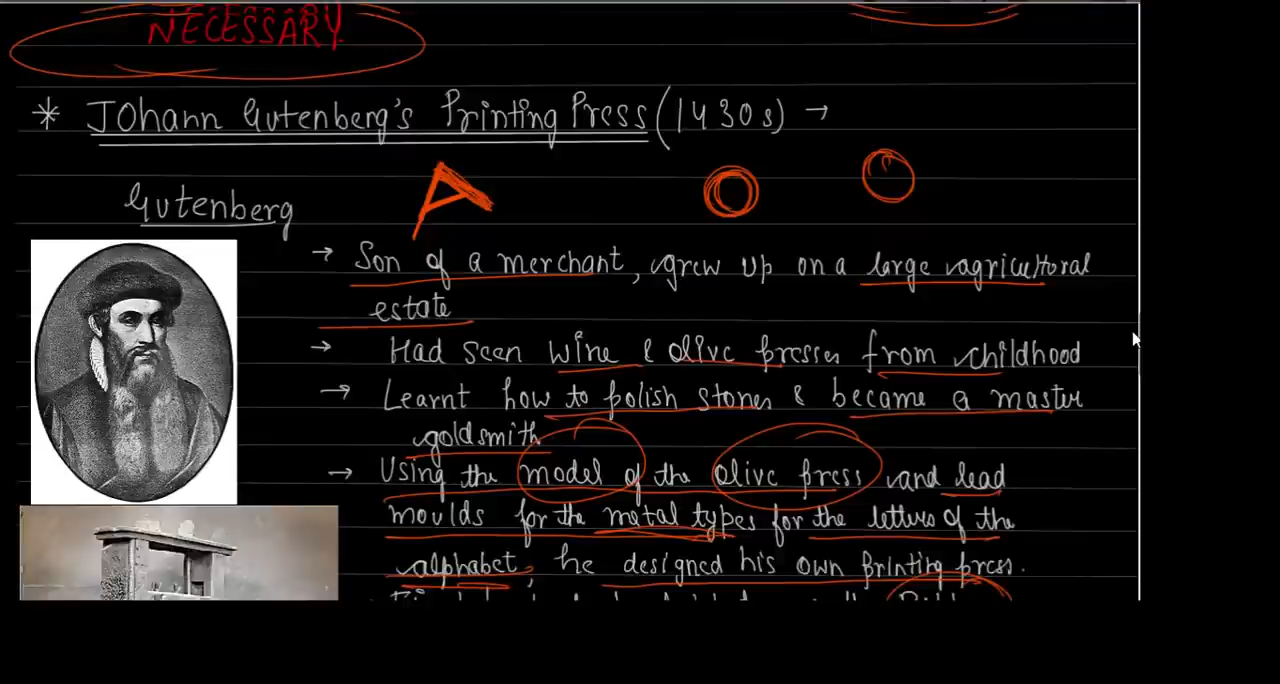 NECESSARY
* Johann Gutenberg's Printing Press (1430s) →
Gutenberg
A O O
→ Son of a merchant, grew up on a large agricultural
estate
→ Had seen wine & olive presses from childhood
→ Learnt how to polish stones & became a master
goldsmith
→ Using the model of the olive press and lead
moulds for the metal types for the letters of the
alphabet, he designed his own printing press.